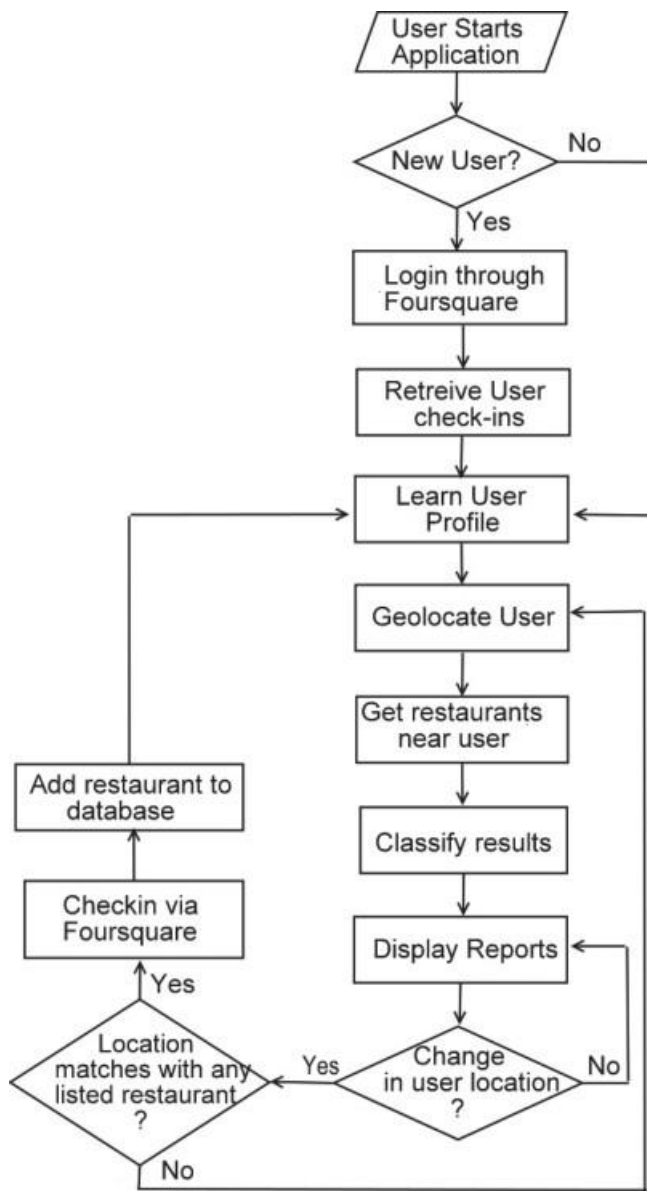 User Starts
Application
New User?
No
Yes
Login through
Foursquare
Retreive User
check-ins
Learn User
Profile
Geolocate User
Get restaurants
near user
Add restaurant to
database
Classify results
Checkin via
Foursquare
Display Reports
Yes
Location
matches with any
listed restaurant
?
Yes
Change
in user location
?
No
No